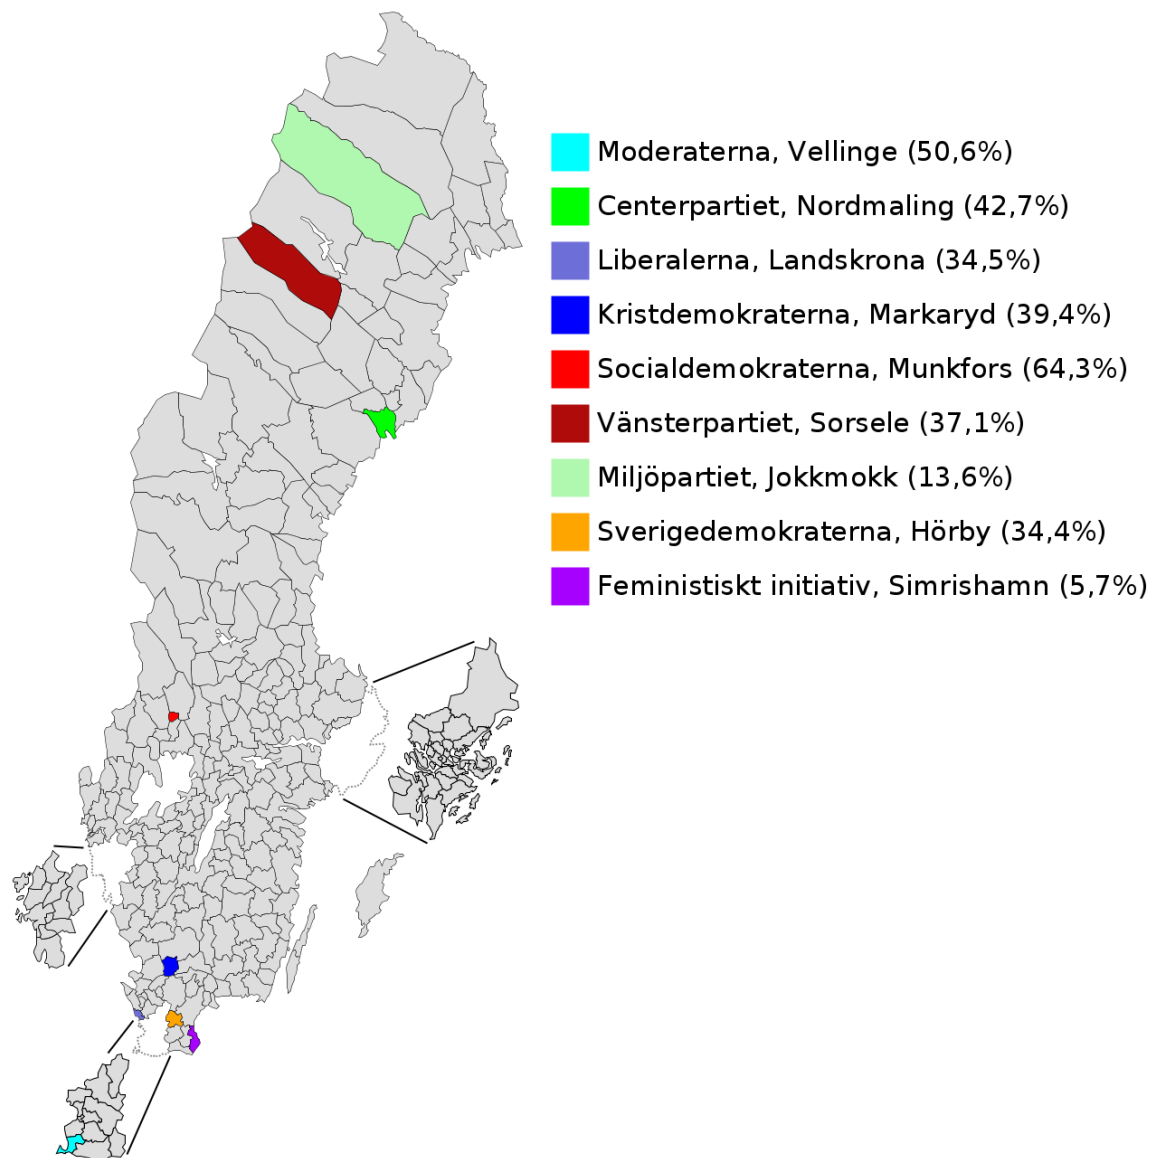 Moderaterna, Vellinge (50,6%)
Centerpartiet, Nordmaling (42,7%)
Liberalerna, Landskrona (34,5%)
Kristdemokraterna, Markaryd (39,4%)
Socialdemokraterna, Munkfors (64,3%)
Vänsterpartiet, Sorsele (37,1%)
Miljöpartiet, Jokkmokk (13,6%)
Sverigedemokraterna, Hörby (34,4%)
Feministiskt initiativ, Simrishamn (5,7%)